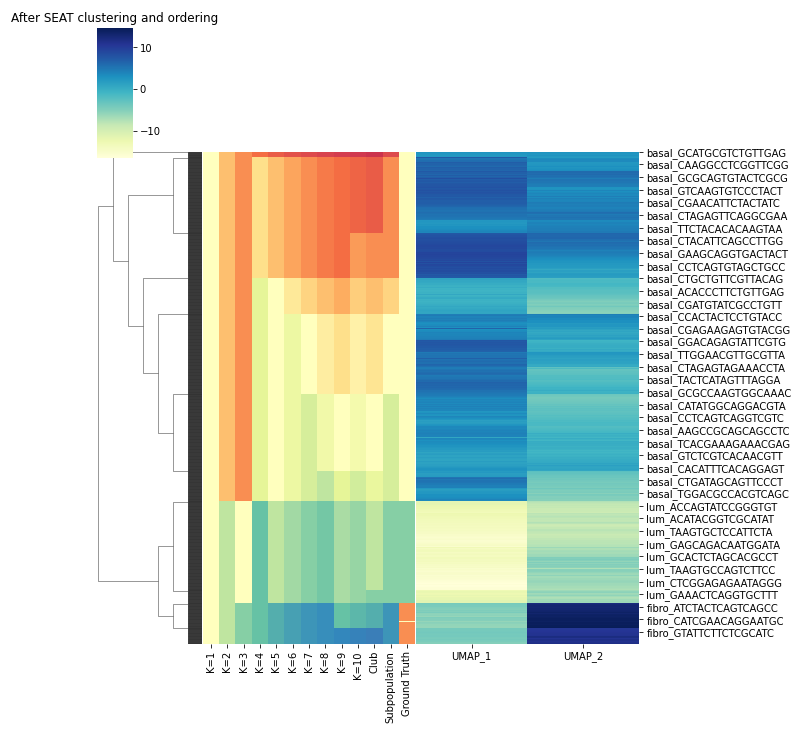 After SEAT clustering and ordering
10
0
−10
basal_GCATGCGTCTGTTGAG
basal_CAAGGCCTCGGTTCGG
basal_GCGCAGTGTACTCGCG
basal_GTCAAGTGTCCCTACT
basal_CGAACATTCTACTATC
basal_CTAGAGTTCAGGCGAA
basal_TTCTACACACAAGTAA
basal_CTACATTCAGCCTTGG
basal_GAAGCAGGTGACTACT
basal_CCTCAGTGTAGCTGCC
basal_CTGCTGTTCGTTACAG
basal_ACACCCTTCTGTTGAG
basal_CGATGTATCGCCTGTT
basal_CCACTACTCCTGTACC
basal_CGAGAAGAGTGTACGG
basal_GGACAGAGTATTCGTG
basal_TTGGAACGTTGCGTTA
basal_CTAGAGTAGAAACCTA
basal_TACTCATAGTTTAGGA
basal_GCGCCAAGTGGCAAAC
basal_CATATGGCAGGACGTA
basal_CCTCAGTCAGGTCGTC
basal_AAGCCGCAGCAGCCTC
basal_TCACGAAAGAAACGAG
basal_GTCTCGTCACAACGTT
basal_CACATTTCACAGGAGT
basal_CTGATAGCAGTTCCCT
basal_TGGACGCCACGTCAGC
lum_ACCAGTATCCGGGTGT
lum_ACATACGGTCGCATAT
lum_TAAGTGCTCCATTCTA
lum_GAGCAGACAATGGATA
lum_GCACTCTAGCACGCCT
lum_TAAGTGCCAGTCTTCC
lum_CTCGGAGAGAATAGGG
lum_GAAACTCAGGTGCTTT
fibro_ATCTACTCAGTCAGCC
fibro_CATCGAACAGGAATGC
fibro_GTATTCTTCTCGCATC
K=1
K=2
K=3
K=4
K=5
K=6
K=7
K=8
K=9
K=10
Club
Subpopulation
Ground Truth
UMAP_1
UMAP_2